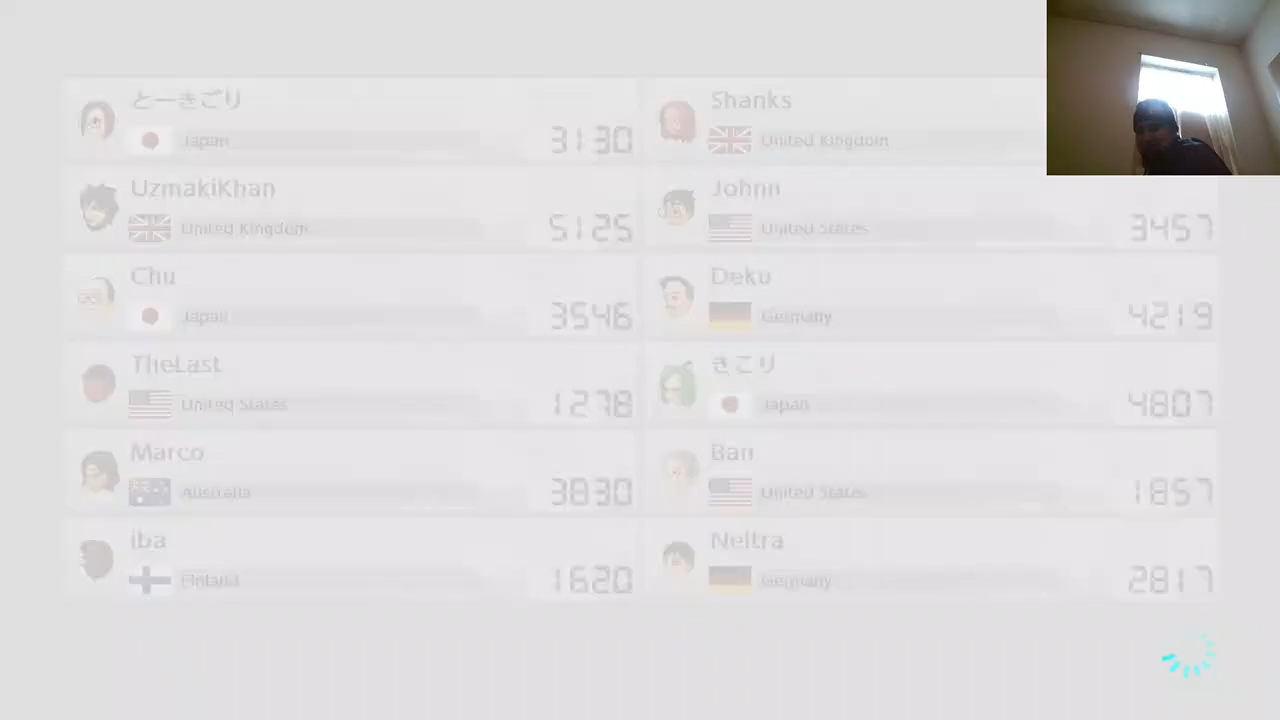 とーきごり
Japan
3130
Shanks
United Kingdom
UzmakiKhan
United Kingdom
5125
Johnn
United States
3457
Chu
Japan
3546
Deku
Germany
4219
TheLast
United States
1278
きこり
Japan
4807
Marco
Australia
3830
Ban
United States
1857
iba
Finland
1620
Neltra
Germany
2817